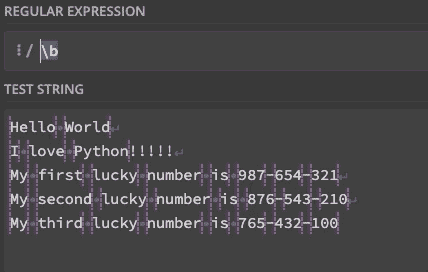 REGULAR EXPRESSION
/ \b
TEST STRING
Hello World
I love Python!!!!!
My first lucky number is 987-654-321
My second lucky number is 876-543-210
My third lucky number is 765-432-100